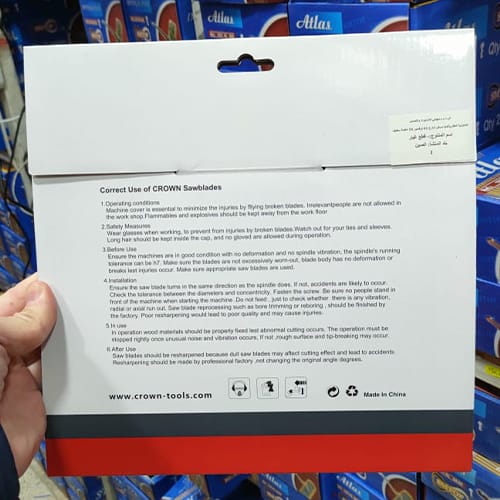 Atlas
Atlas
Correct Use of CROWN Sawblades
1.Operating conditions
Machine cover is essential to minimize the injuries by flying broken blades. Irrelevantpeople are not allowed in
the work shop.Flammables and explosives should be kept away from the work floor
2.Safety Measures
Wear glasses when working, to prevent from injuries by broken blades.Watch out for your ties and sleeves.
Long hair should be kept inside the cap, and no gloved are allowed during operation.
3.Before Use
Ensure the machines are in good condition with no deformation and no spindle vibration, the spindle's running
tolerance can be h7. Make sure the blades are not excessively worn-out, blade body has no deformation or
breaks lest injuries occur. Make sure appropriate saw blades are used.
4.Installation
Ensure the saw blade turns in the same direction as the spindle does. If not, accidents are likely to occur.
Check the tolerance between the diameters and concentricity. Fasten the screw. Be sure no people stand in
front of the machine when starting the machine .Do not feed , just to check whether there is any vibration,
radial or axial run out. Saw blade reprocessing such as bore trimming or reboring , should be finished by
the factory. Poor resharpening would lead to poor quality and may cause injuries.
5.In use
In operation wood materials should be properly fixed lest abnormal cutting occurs. The operation must be
stopped rightly once unusual noise and vibration occurs, If not ,rough surface and tip-breaking may occur.
6.After Use
Saw blades should be resharpened because dull saw blades may affect cutting effect and lead to accidents
Resharpening should be made by professional factory ,not changing the original angle degrees.
www.crown-tools.com
Made In China
اسم المنتوج: قطع غيار
بلد المنشأ: الصين